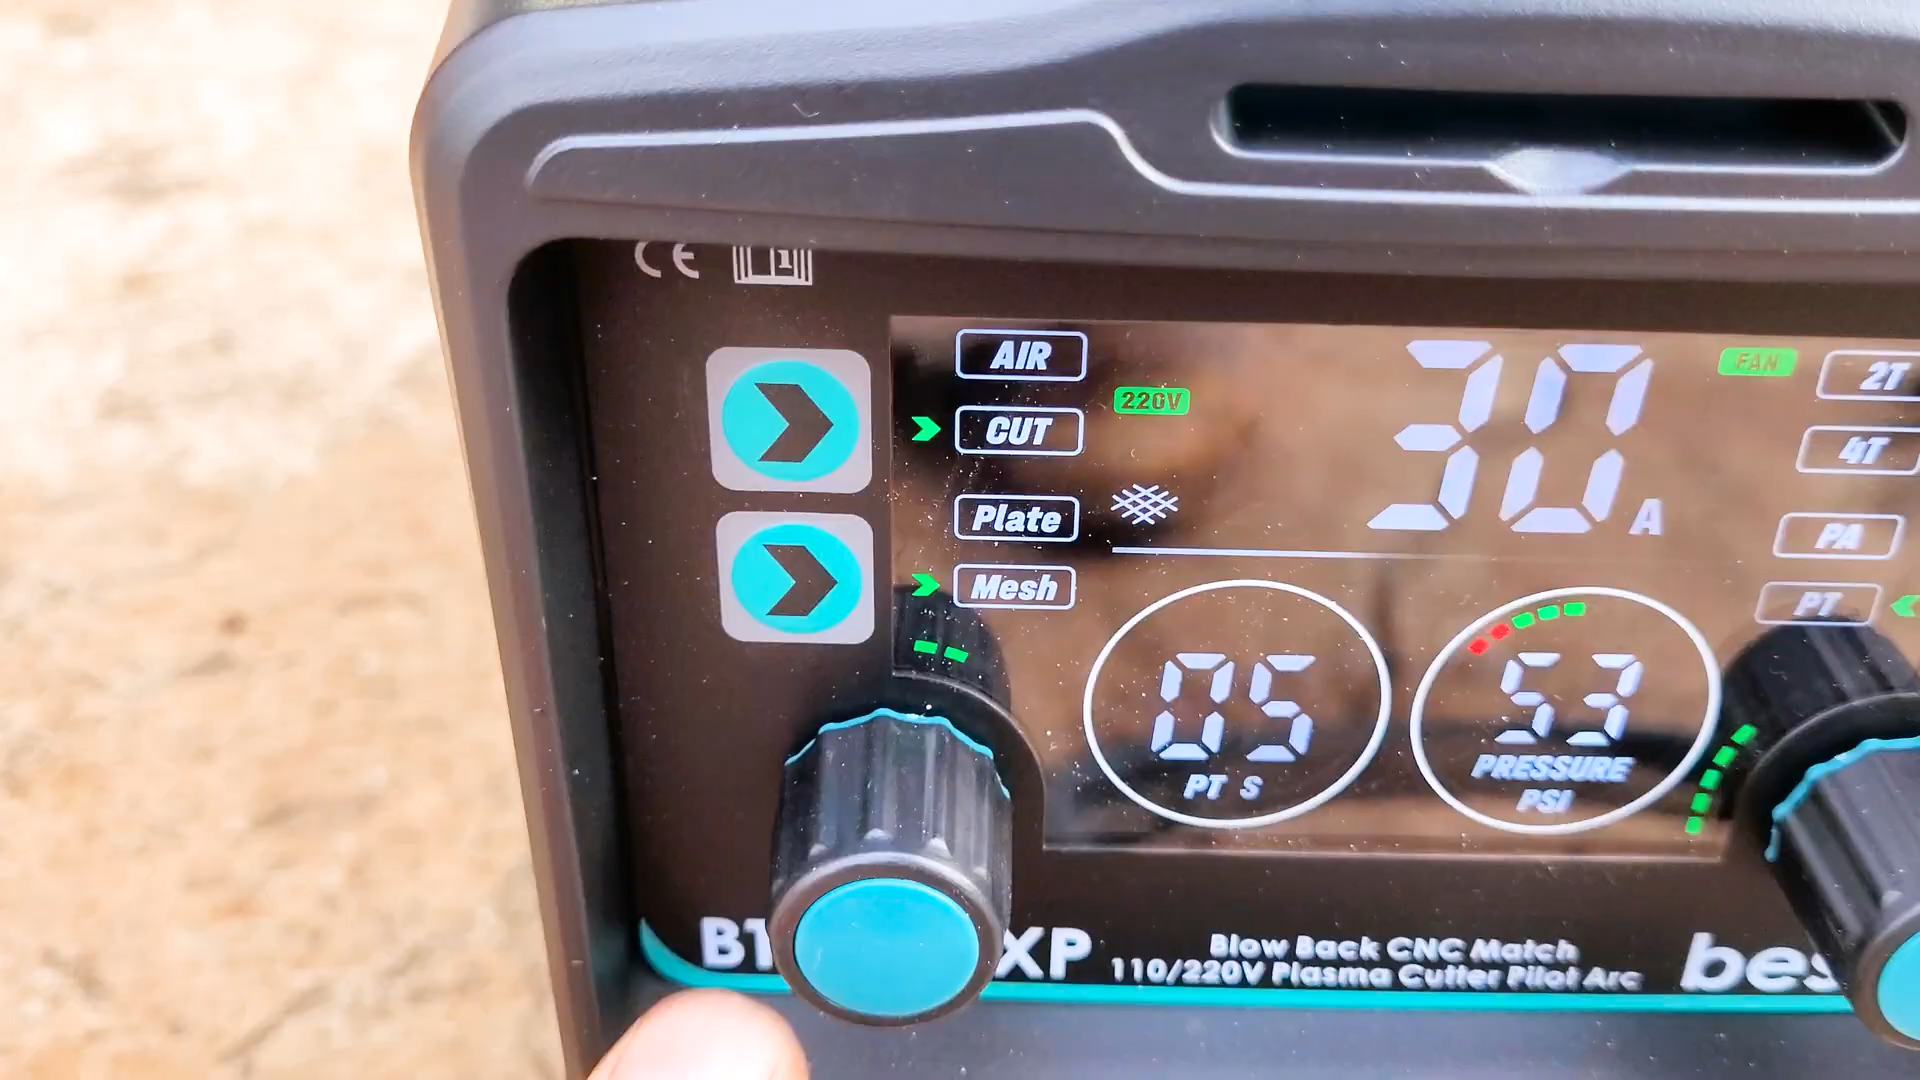 CE
AIR
CUT
Plate
Mesh
220V
30 A
FAN
2T
4T
PA
PT
05
PT S
53
PRESSURE
PSI
XP
Blow Back CNC Match
110/220V Plasma Cutter Pilot Arc